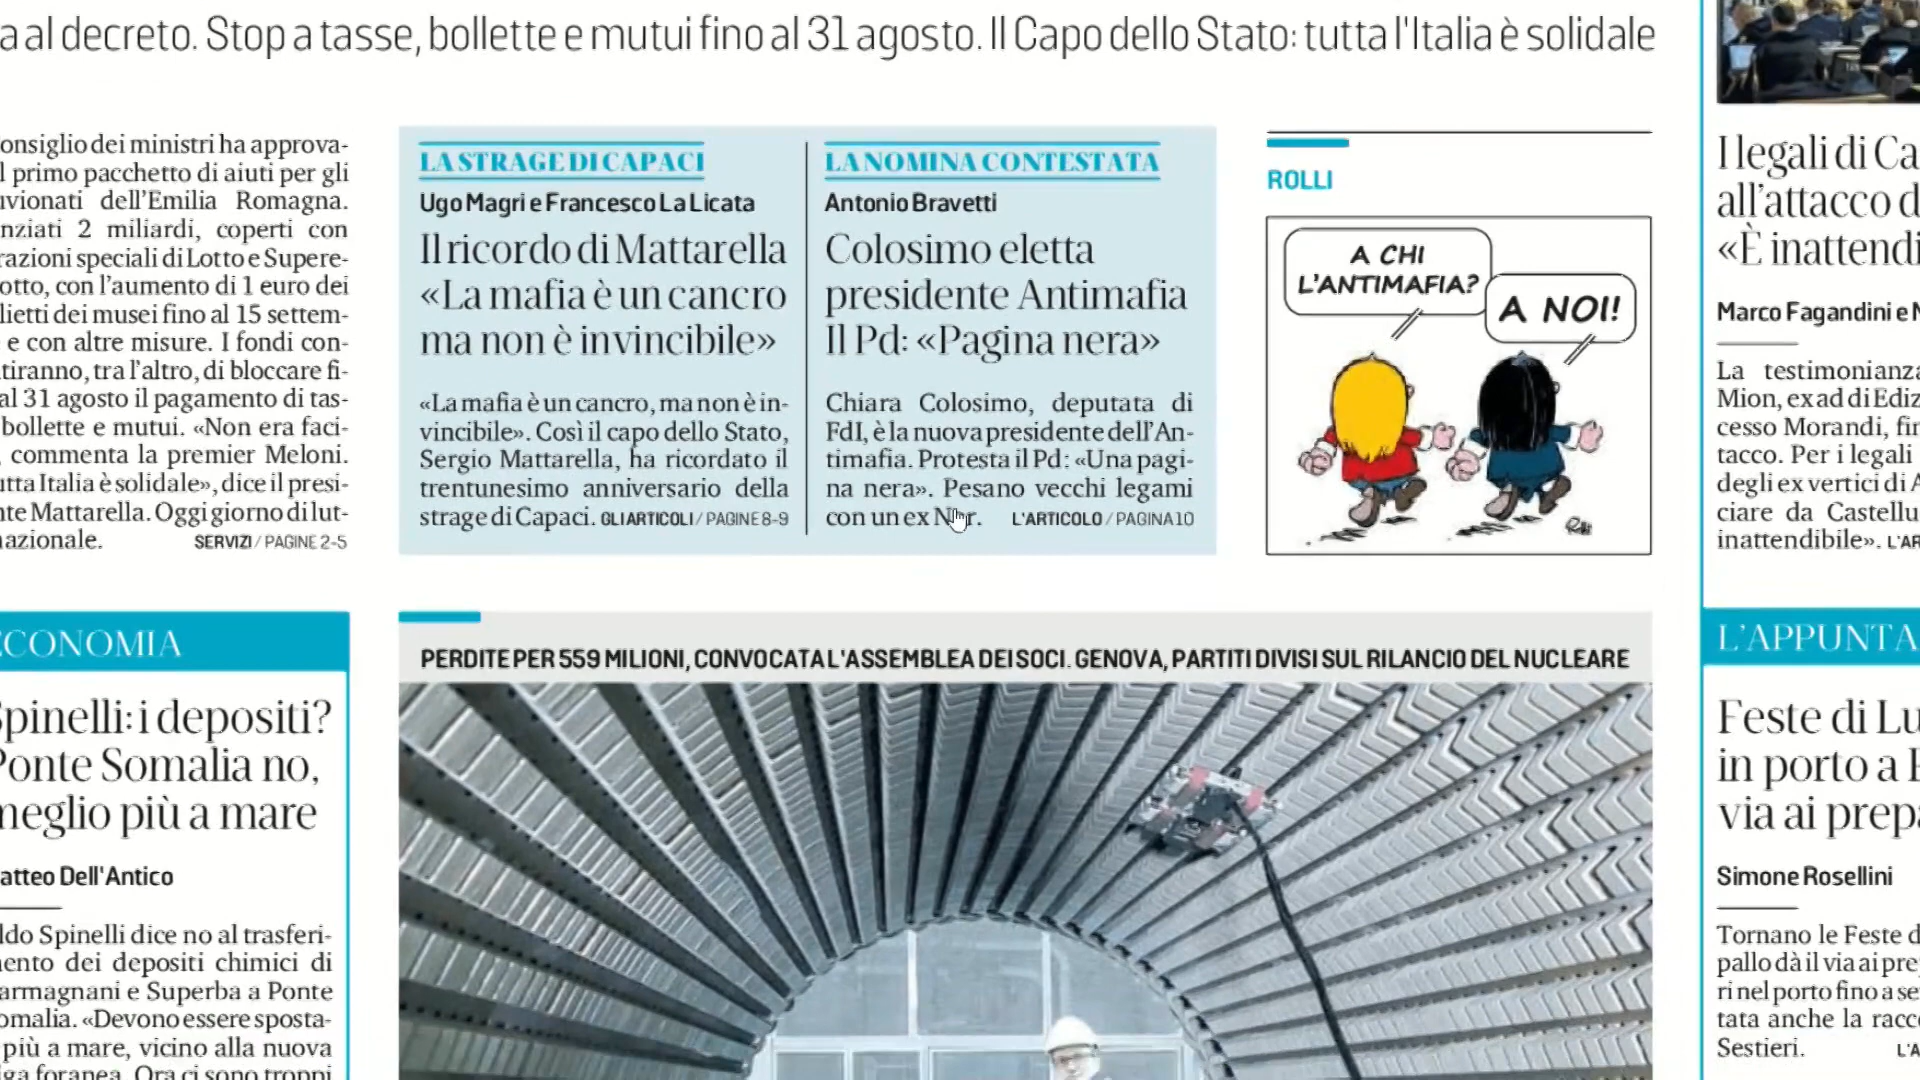 a al decreto. Stop a tasse, bollette e mutui fino al 31 agosto. Il Capo dello Stato: tutta l'Italia è solidale
onsiglio dei ministri ha approva-
l primo pacchetto di aiuti per gli
uvionati dell'Emilia Romagna.
nziati 2 miliardi, coperti con
razioni speciali di Lotto e Supere-
otto, con l'aumento di 1 euro dei
lietti dei musei fino al 15 settem-
e e con altre misure. I fondi con-
tiranno, tra l'altro, di bloccare fi-
al 31 agosto il pagamento di tas-
bollette e mutui. «Non era faci-
, commenta la premier Meloni.
utta Italia è solidale», dice il presi-
nte Mattarella. Oggi giorno di lut-
nazionale. SERVIZI / PAGINE 2-5
LA STRAGE DI CAPACI
Ugo Magri e Francesco La Licata
Il ricordo di Mattarella
«La mafia è un cancro
ma non è invincibile»
«La mafia è un cancro, ma non è in-
vincibile». Così il capo dello Stato,
Sergio Mattarella, ha ricordato il
trentunesimo anniversario della
strage di Capaci. GLI ARTICOLI / PAGINE 8-9
LA NOMINA CONTESTATA
Antonio Bravetti
Colosimo eletta
presidente Antimafia
Il Pd: «Pagina nera»
Chiara Colosimo, deputata di
FdI, è la nuova presidente dell'An-
timafia. Protesta il Pd: «Una pagi-
na nera». Pesano vecchi legami
con un ex L'ARTICOLO / PAGINA 10
ROLLI
A CHI
L'ANTIMAFIA?
A NOI!
I legali di Ca
all'attacco d
«È inattendi
Marco Fagandini e
La testimonianza
Mion, ex ad di Ediz
cesso Morandi, fin
tacco. Per i legali
degli ex vertici di A
ciare da Castellu
inattendibile». L'AR
ECONOMIA
Spinelli: i depositi?
Ponte Somalia no,
meglio più a mare
atteo Dell'Antico
ldo Spinelli dice no al trasferi-
ento dei depositi chimici di
armagnani e Superba a Ponte
omalia. «Devono essere sposta-
più a mare, vicino alla nuova
iga foranea. Ora ci sono troppi
PERDITE PER 559 MILIONI, CONVOCATA L'ASSEMBLEA DEI SOCI. GENOVA, PARTITI DIVISI SUL RILANCIO DEL NUCLEARE
L'APPUNTA
Feste di Lu
in porto a
via ai prepa
Simone Rosellini
Tornano le Feste d
pallo dà il via ai pre
ri nel porto fino a se
tata anche la racco
Sestieri. L'A